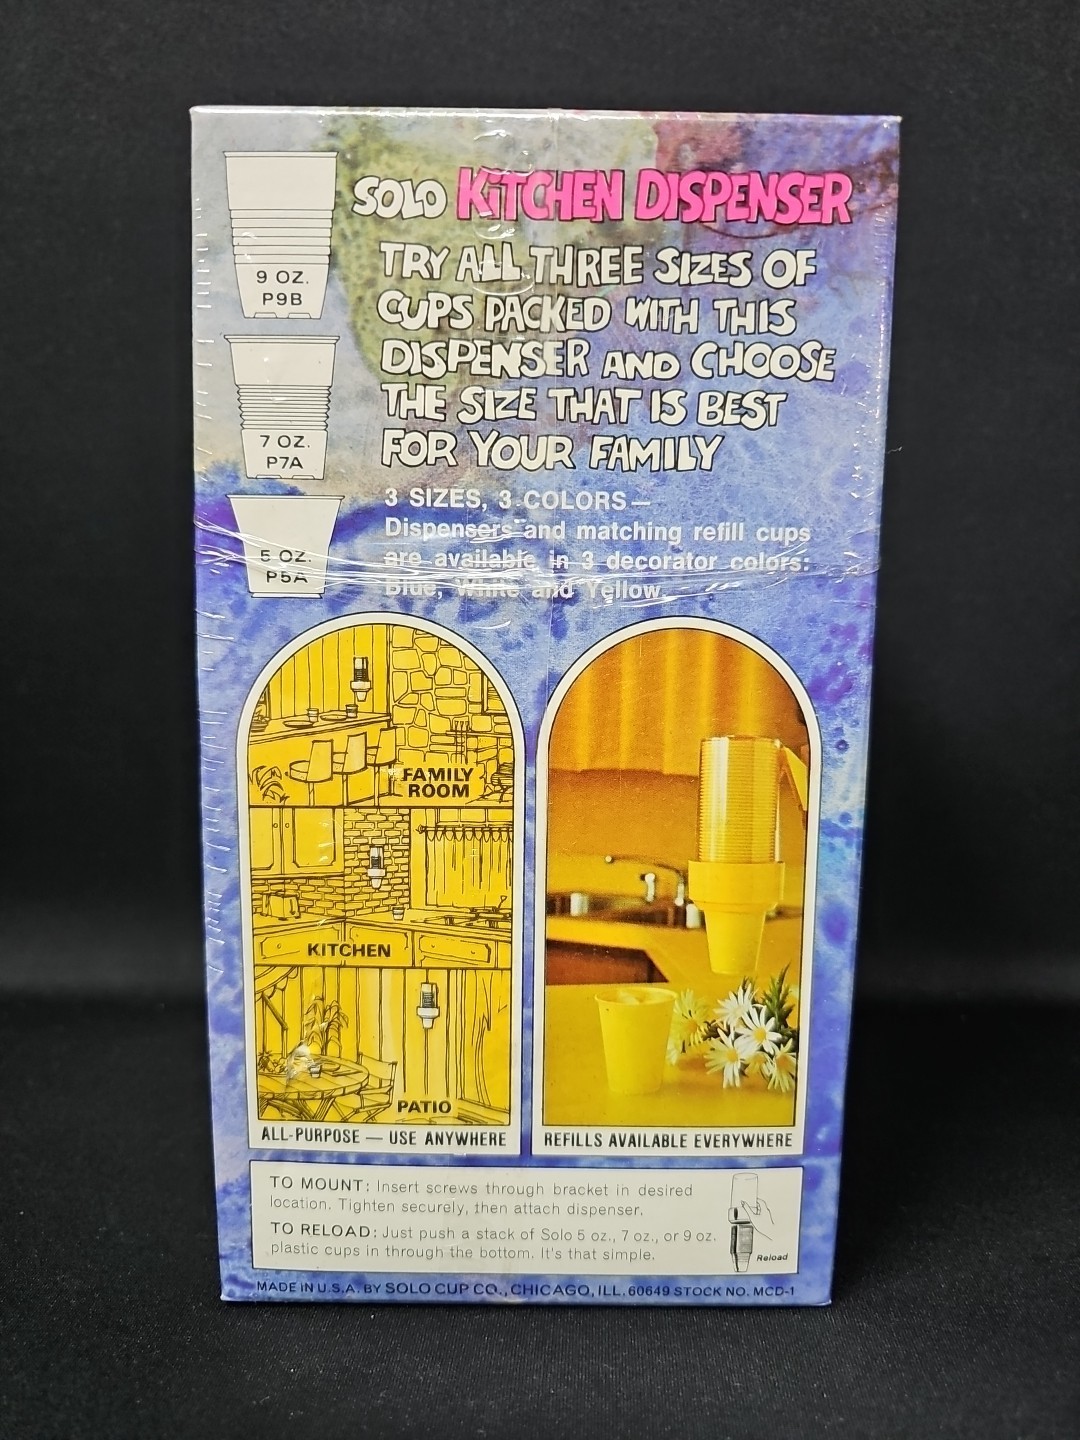 SOLO KITCHEN DISPENSER
TRY ALL THREE SIZES OF
CUPS PACKED WITH THIS
DISPENSER AND CHOOSE
THE SIZE THAT IS BEST
FOR YOUR FAMILY
9 OZ.
P9B
7 OZ.
P7A
5 OZ.
P5A
3 SIZES, 3 COLORS—
Dispensers and matching refill cups
are available in 3 decorator colors:
Blue, White and Yellow.
FAMILY
ROOM
KITCHEN
PATIO
ALL-PURPOSE — USE ANYWHERE
REFILLS AVAILABLE EVERYWHERE
TO MOUNT: Insert screws through bracket in desired
location. Tighten securely, then attach dispenser.
TO RELOAD: Just push a stack of Solo 5 oz., 7 oz., or 9 oz.
plastic cups in through the bottom. It's that simple.
Reload
MADE IN U.S.A. BY SOLO CUP CO., CHICAGO, ILL. 60649 STOCK NO. MCD-1